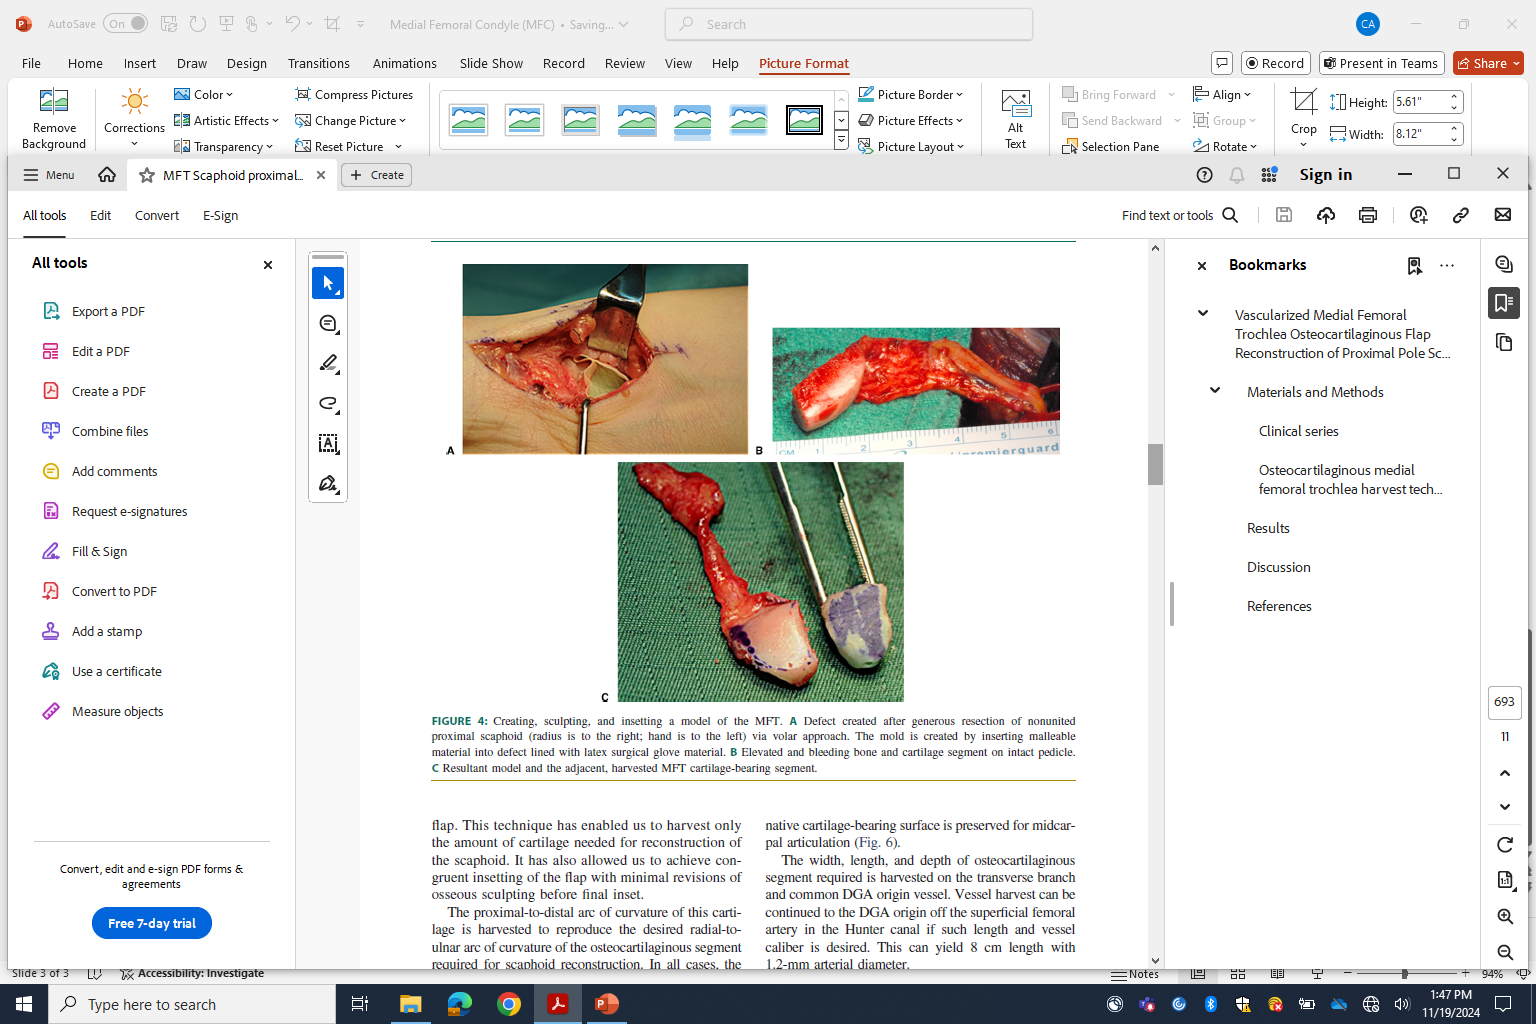 AutoSave
On
Medial Femoral Condyle (MFC) • Saving...
Search
CA
File
Home
Insert
Draw
Design
Transitions
Animations
Slide Show
Record
Review
View
Help
Picture Format
Record
Present in Teams
Share
Remove
Background
Corrections
Color
Artistic Effects
Transparency
Compress Pictures
Change Picture
Reset Picture
Picture Border
Picture Effects
Picture Layout
Alt
Text
Bring Forward
Send Backward
Selection Pane
Align
Group
Rotate
Crop
Height:
5.61"
Width:
8.12"
Menu
MFT Scaphoid proximal...
Create
Sign in
All tools
Edit
Convert
E-Sign
Find text or tools
All tools
Export a PDF
Edit a PDF
Create a PDF
Combine files
Add comments
Request e-signatures
Fill & Sign
Convert to PDF
Add a stamp
Use a certificate
Measure objects
Convert, edit and e-sign PDF forms &
agreements
Free 7-day trial
A
B
CM 1 2 3 4 5 6
premierguard
C
FIGURE 4: Creating, sculpting, and insetting a model of the MFT. A Defect created after generous resection of nonunited
proximal scaphoid (radius is to the right; hand is to the left) via volar approach. The mold is created by inserting malleable
material into defect lined with latex surgical glove material. B Elevated and bleeding bone and cartilage segment on intact pedicle.
C Resultant model and the adjacent, harvested MFT cartilage-bearing segment.
flap. This technique has enabled us to harvest only
the amount of cartilage needed for reconstruction of
the scaphoid. It has also allowed us to achieve con-
gruent insetting of the flap with minimal revisions of
osseous sculpting before final inset.
The proximal-to-distal arc of curvature of this carti-
lage is harvested to reproduce the desired radial-to-
ulnar arc of curvature of the osteocartilaginous segment
required for scaphoid reconstruction. In all cases, the
native cartilage-bearing surface is preserved for midcar-
pal articulation (Fig. 6).
The width, length, and depth of osteocartilaginous
segment required is harvested on the transverse branch
and common DGA origin vessel. Vessel harvest can be
continued to the DGA origin off the superficial femoral
artery in the Hunter canal if such length and vessel
caliber is desired. This can yield 8 cm length with
1.2-mm arterial diameter.
Bookmarks
Vascularized Medial Femoral
Trochlea Osteocartilaginous Flap
Reconstruction of Proximal Pole Sc...
Materials and Methods
Clinical series
Osteocartilaginous medial
femoral trochlea harvest tech...
Results
Discussion
References
693
11
1:1
Slide 3 of 3
Accessibility: Investigate
Notes
94%
Type here to search
1:47 PM
11/19/2024